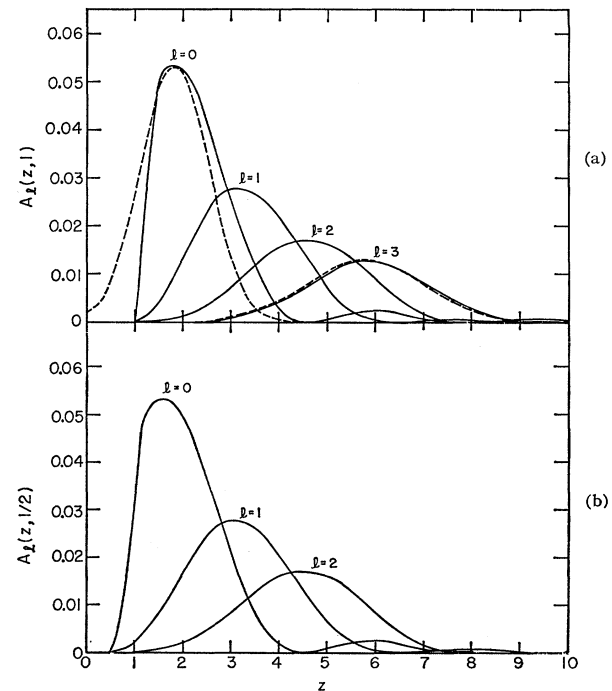 0.06
0.05
0.04
0.03
0.02
0.01
0
A_ℓ(z,1)
ℓ=0
ℓ=1
ℓ=2
ℓ=3
(a)
0.06
0.05
0.04
0.03
0.02
0.01
0
A_ℓ(z,1/2)
ℓ=0
ℓ=1
ℓ=2
(b)
0 1 2 3 4 5 6 7 8 9 10
z